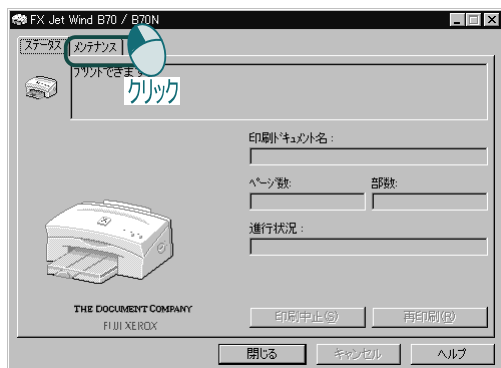 FX Jet Wind B70 / B70N
ステータス メンテナンス
プリントできます
クリック
印刷ドキュメント名：
ページ数: 部数:
進行状況：
THE DOCUMENT COMPANY
FUJI XEROX
印刷中止(S) 再印刷(R)
閉じる キャンセル ヘルプ